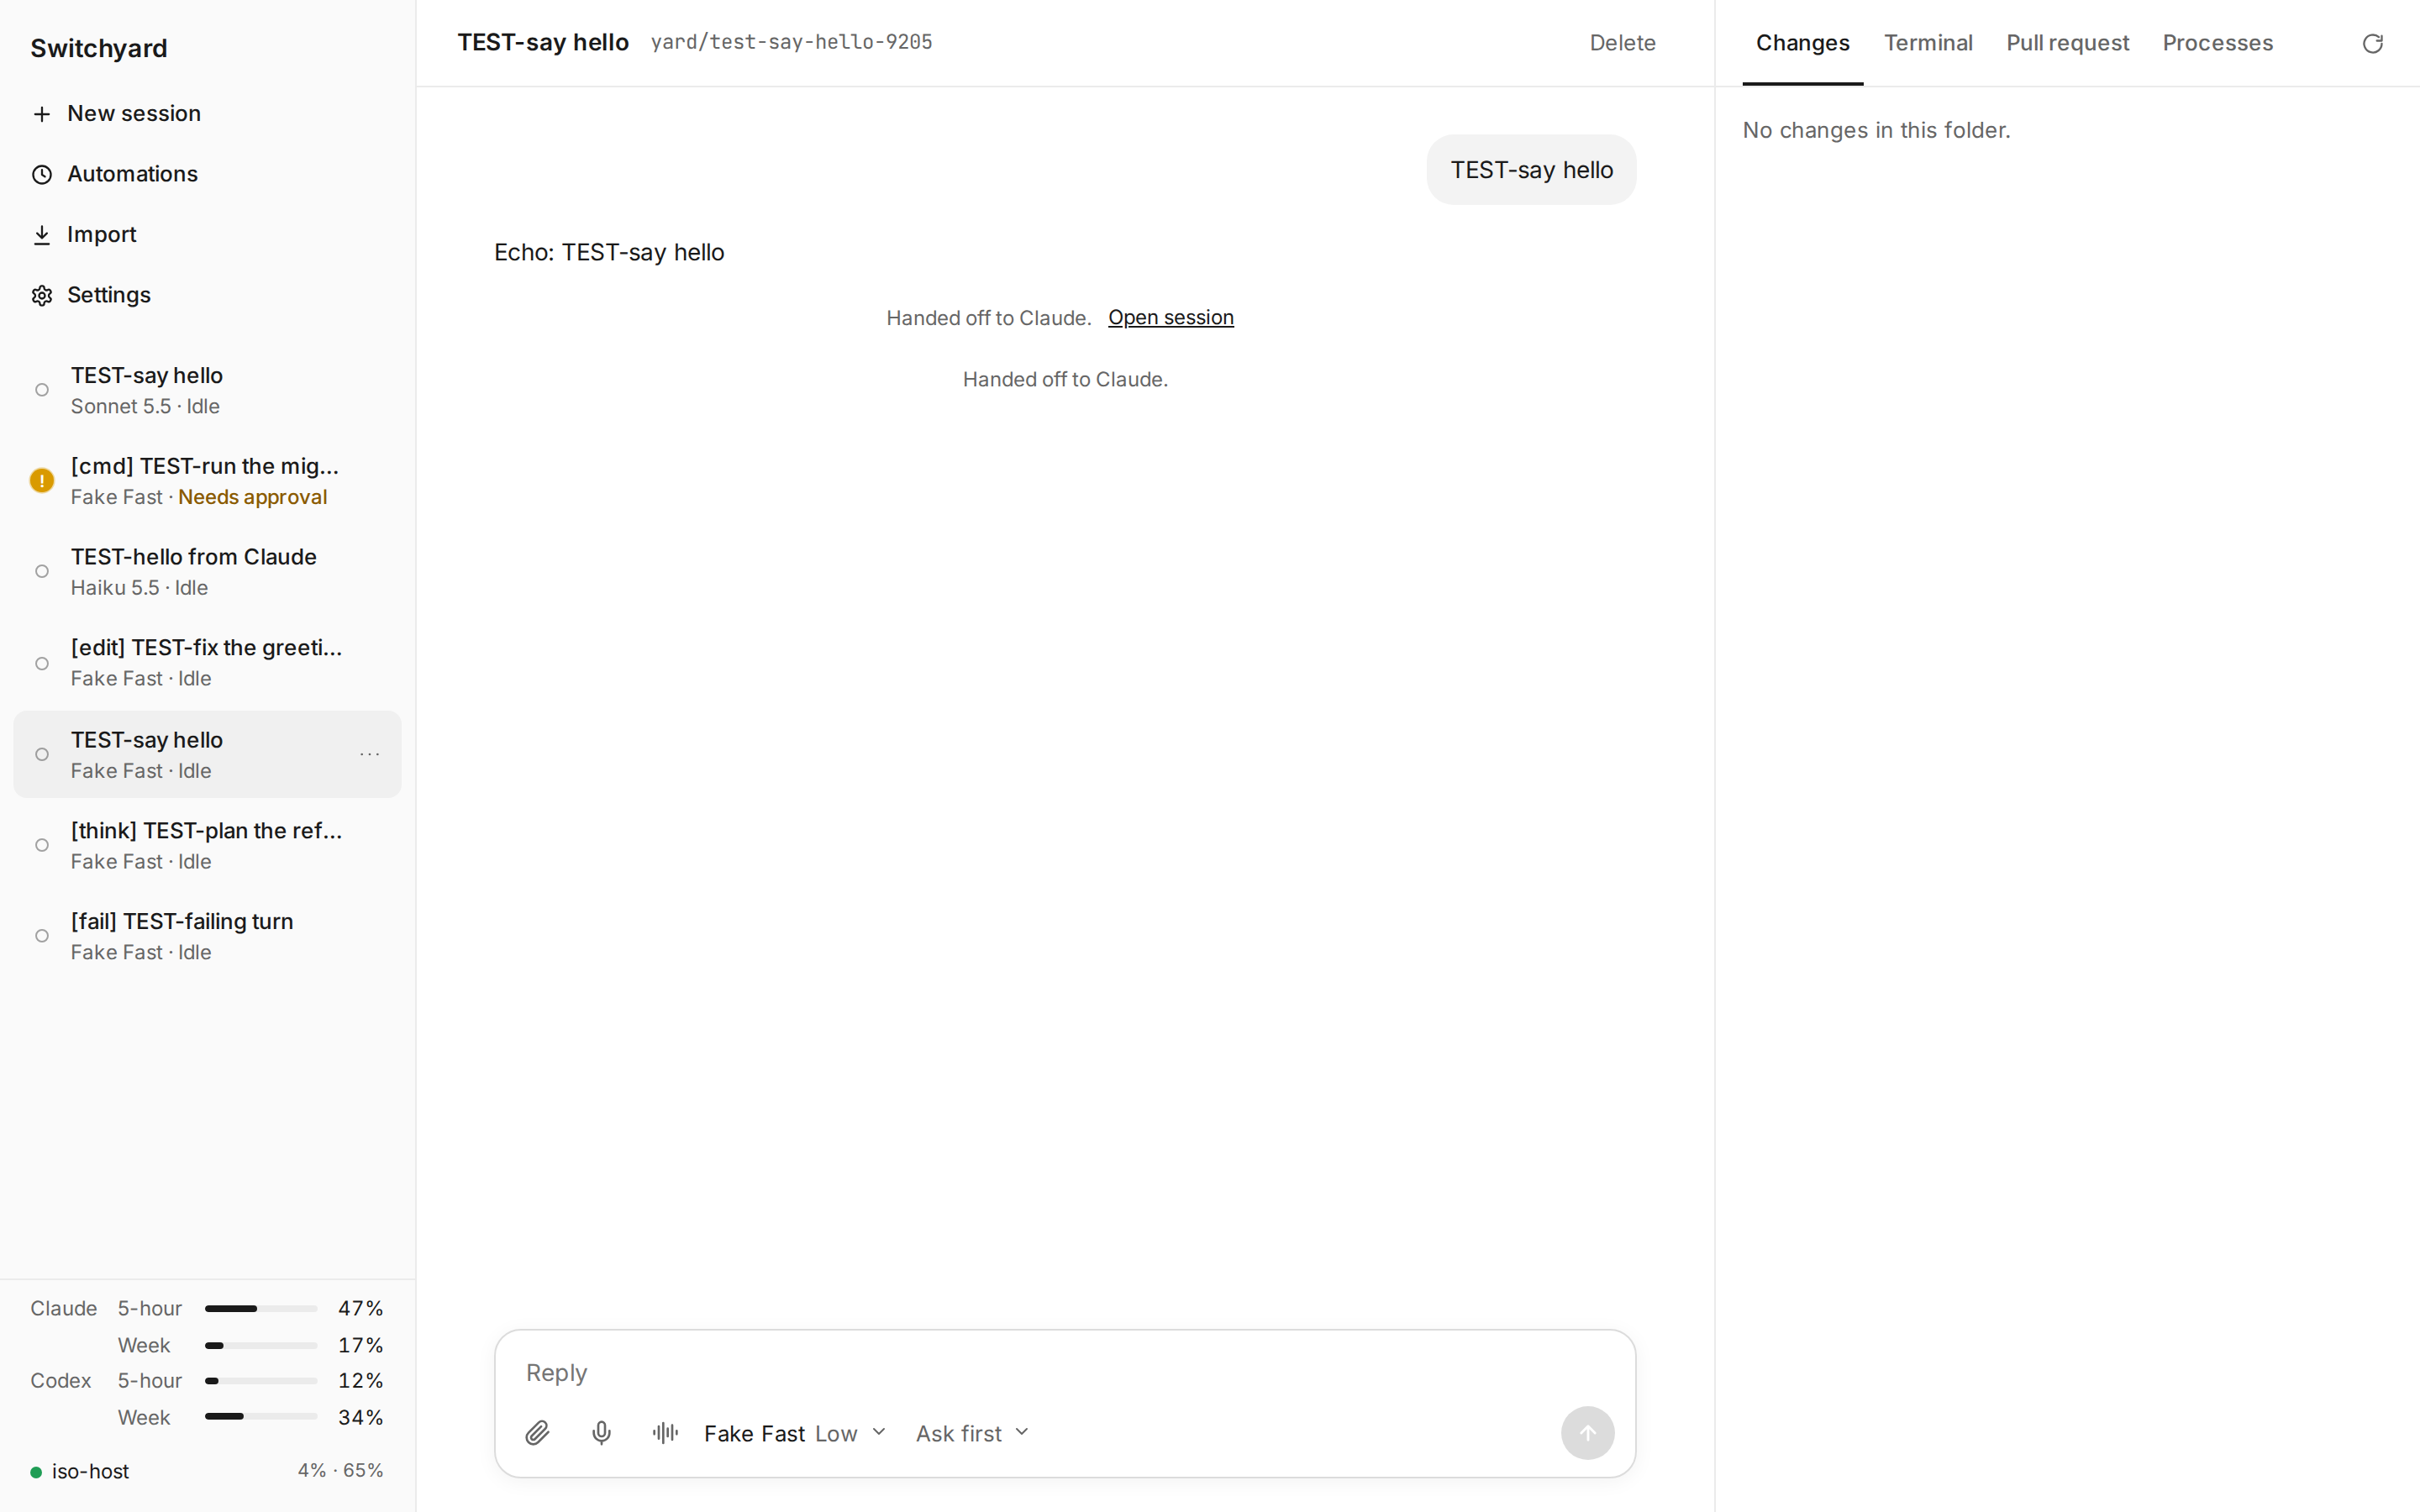 Switchyard
New session
Automations
Import
Settings
TEST-say hello
Sonnet 5.5 · Idle
[cmd] TEST-run the mig...
! Fake Fast · Needs approval
TEST-hello from Claude
Haiku 5.5 · Idle
[edit] TEST-fix the greeti...
Fake Fast · Idle
TEST-say hello
Fake Fast · Idle
[think] TEST-plan the ref...
Fake Fast · Idle
[fail] TEST-failing turn
Fake Fast · Idle
Claude 5-hour 47%
Week 17%
Codex 5-hour 12%
Week 34%
iso-host 4% · 65%
TEST-say hello yard/test-say-hello-9205 Delete
TEST-say hello
Echo: TEST-say hello
Handed off to Claude. Open session
Handed off to Claude.
Reply
Fake Fast Low Ask first
Changes Terminal Pull request Processes
No changes in this folder.